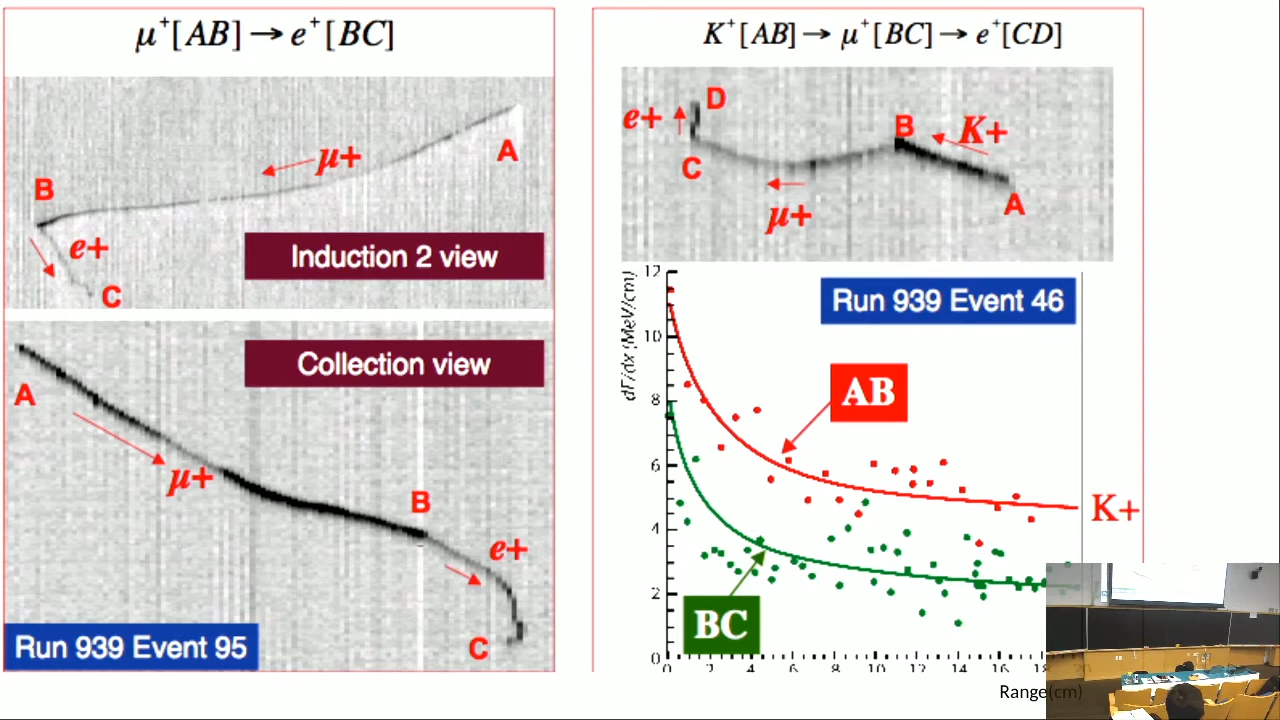 μ⁺[AB]→e⁺[BC]
A
μ+
B
e+
C
Induction 2 view
Collection view
A
μ+
B
e+
C
Run 939 Event 95
K⁺[AB]→ μ⁺[BC]→e⁺[CD]
D
e+
B
K+
C
A
μ+
Run 939 Event 46
dE/dx (MeV/cm)
12
10
8
6
4
2
0
AB
K+
BC
0 2 4 6 8 10 12 14 16 18 20
Range(cm)